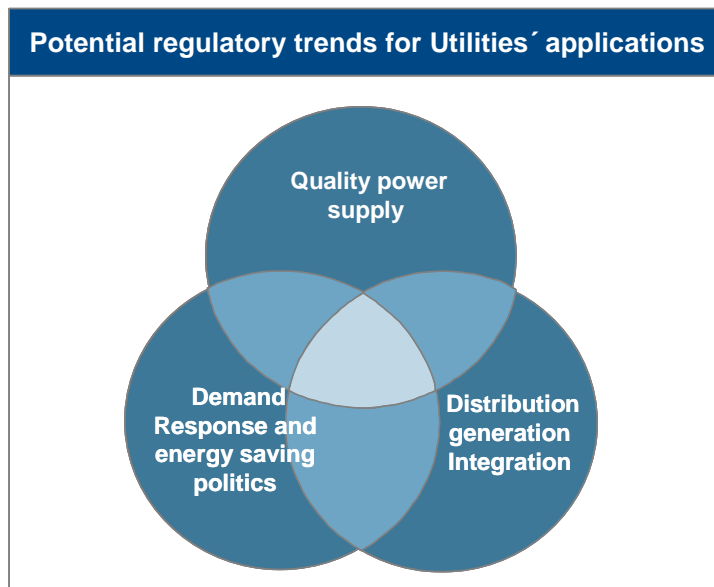 Potential regulatory trends for Utilities´ applications
Quality power
supply
Demand
Response and
energy saving
politics
Distribution
generation
Integration